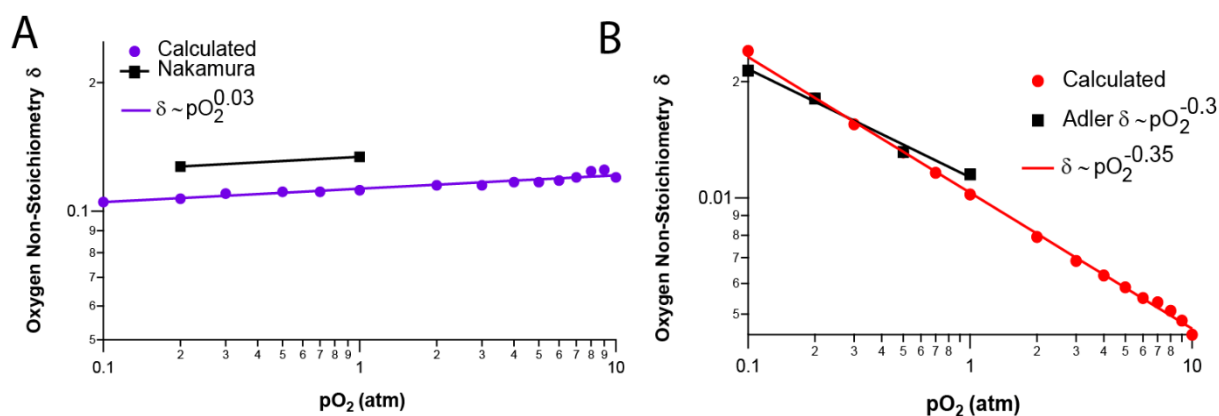 A
Calculated
Nakamura
δ~pO₂^0.03
Oxygen Non-Stoichiometry δ
2
0.1
9
8
7
6
5
0.1 2 3 4 5 6 7 8 9 1 2 3 4 5 6 7 8 9 10
pO₂ (atm)
B
Calculated
Adler δ~pO₂^-0.3
δ~pO₂^-0.35
Oxygen Non-Stoichiometry δ
2
0.01
9
8
7
6
5
0.1 2 3 4 5 6 7 8 9 1 2 3 4 5 6 7 8 9 10
pO₂ (atm)